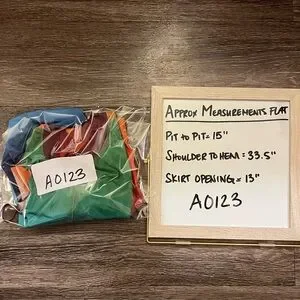 A0123
APPROX MEASUREMENTS FLAT
PIT TO PIT= 15"
SHOULDER TO HEM = 33.5"
SKIRT OPENING= 13"
A0123